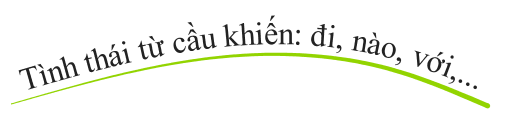 Tình thái từ cầu khiến: đi, nào, với,...